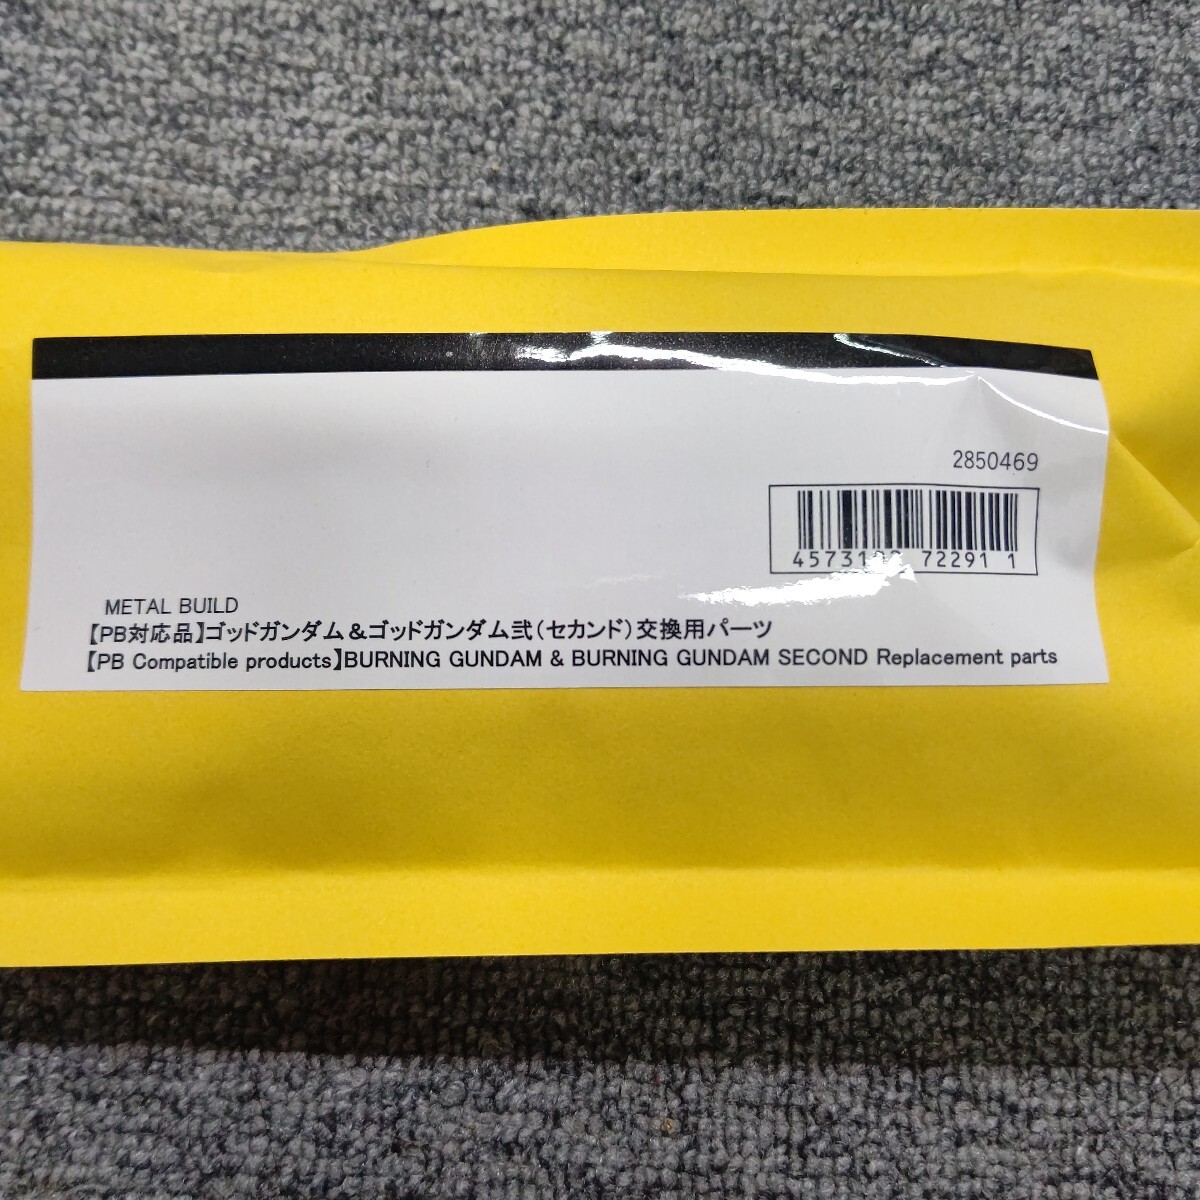 2850469
72291 1
METAL BUILD
【PB対応品】ゴッドガンダム&ゴッドガンダム弐(セカンド)交換用パーツ
【PB Compatible products】BURNING GUNDAM & BURNING GUNDAM SECOND Replacement parts